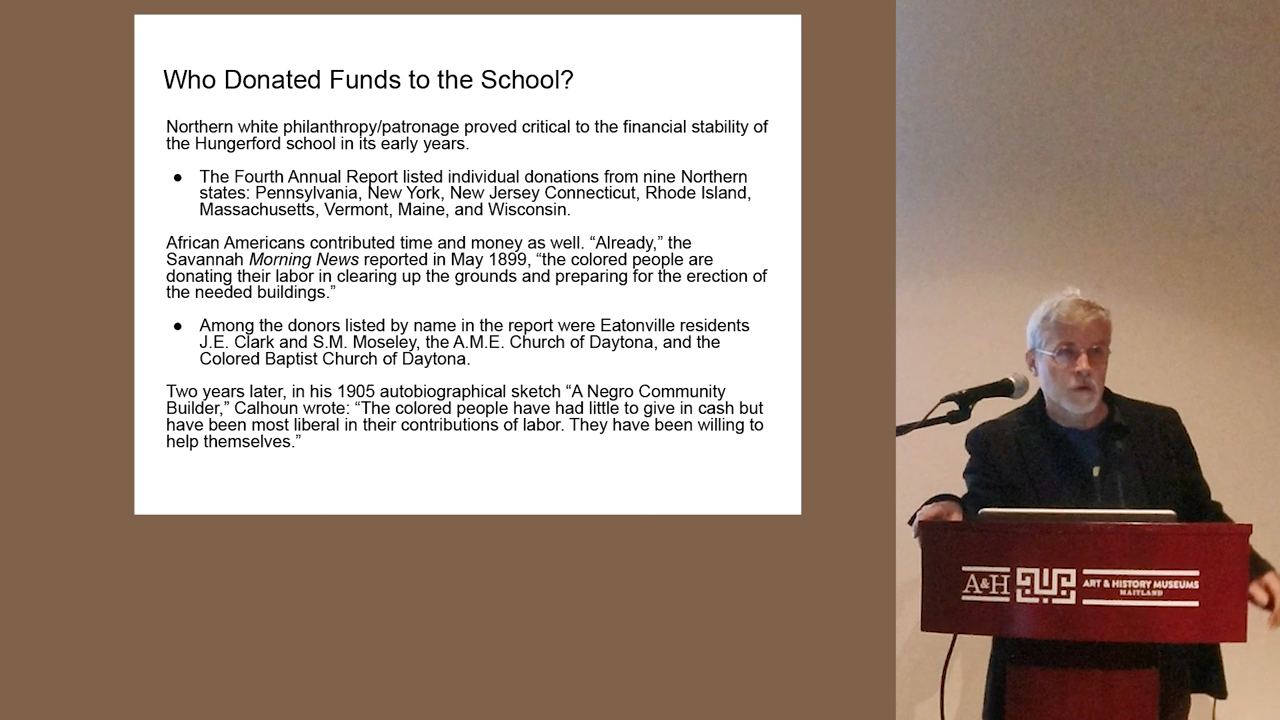 Who Donated Funds to the School?
Northern white philanthropy/patronage proved critical to the financial stability of
the Hungerford school in its early years.
● The Fourth Annual Report listed individual donations from nine Northern
states: Pennsylvania, New York, New Jersey Connecticut, Rhode Island,
Massachusetts, Vermont, Maine, and Wisconsin.
African Americans contributed time and money as well. “Already,” the
Savannah Morning News reported in May 1899, “the colored people are
donating their labor in clearing up the grounds and preparing for the erection of
the needed buildings.”
● Among the donors listed by name in the report were Eatonville residents
J.E. Clark and S.M. Moseley, the A.M.E. Church of Daytona, and the
Colored Baptist Church of Daytona.
Two years later, in his 1905 autobiographical sketch “A Negro Community
Builder,” Calhoun wrote: “The colored people have had little to give in cash but
have been most liberal in their contributions of labor. They have been willing to
help themselves.”
A&H
ART & HISTORY MUSEUMS
MAITLAND